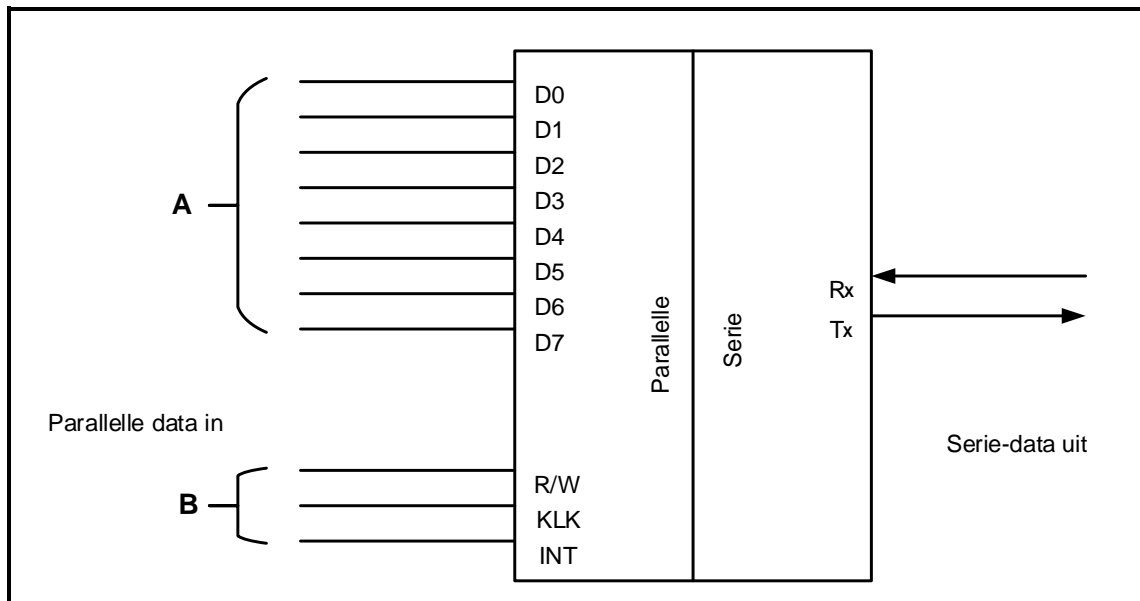 D0
D1
A
D2
D3
D4
D5
D6
D7
Parallelle
Serie
Rx
Tx
Parallelle data in
Serie-data uit
B
R/W
KLK
INT